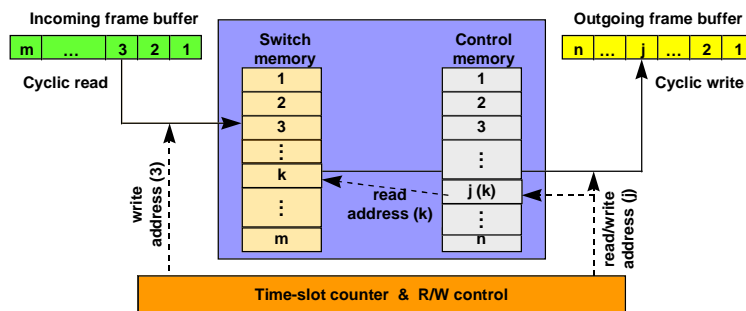 Incoming frame buffer
m ... 3 2 1
Cyclic read
Switch memory
1
2
3
⋮
k
⋮
m
Control memory
1
2
3
⋮
j (k)
⋮
n
Outgoing frame buffer
n ... j ... 2 1
Cyclic write
write address (3)
read address (k)
read/write address (j)
Time-slot counter & R/W control